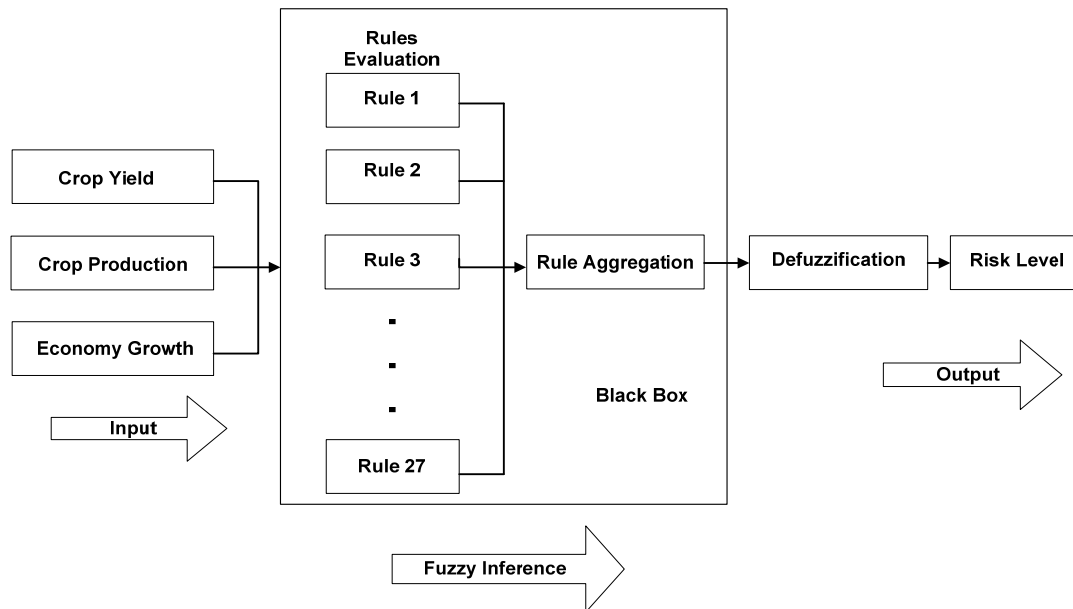 Rules
Evaluation
Rule 1
Rule 2
Rule 3
Rule 27
Crop Yield
Crop Production
Economy Growth
Input
Rule Aggregation
Black Box
Defuzzification
Risk Level
Output
Fuzzy Inference